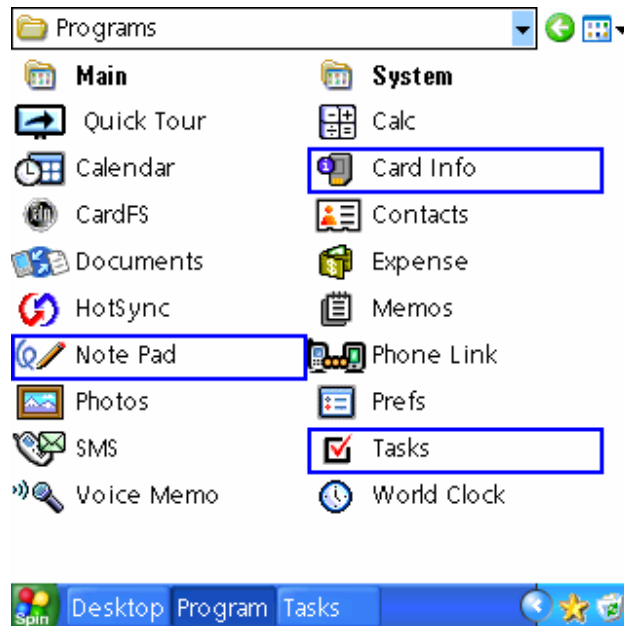 Programs
Main System
Quick Tour Calc
Calendar Card Info
CardFS Contacts
Documents Expense
HotSync Memos
Note Pad Phone Link
Photos Prefs
SMS Tasks
Voice Memo World Clock
Spin Desktop Program Tasks